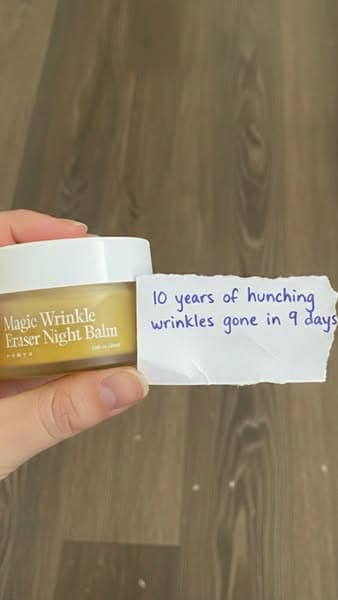 Magic Wrinkle
Eraser Night Balm
10 years of hunching
wrinkles gone in 9 days